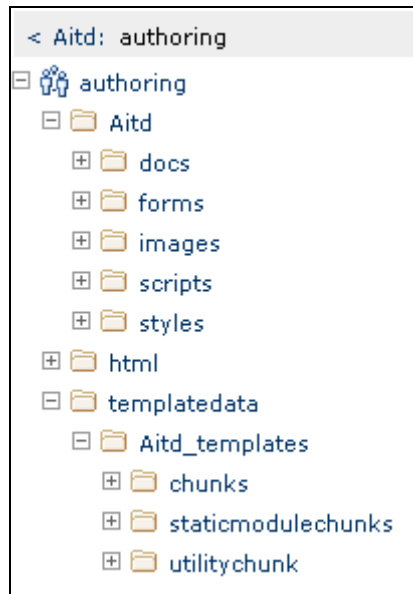 < Aitd: authoring
authoring
Aitd
docs
forms
images
scripts
styles
html
templatedata
Aitd_templates
chunks
staticmodulechunks
utilitychunk